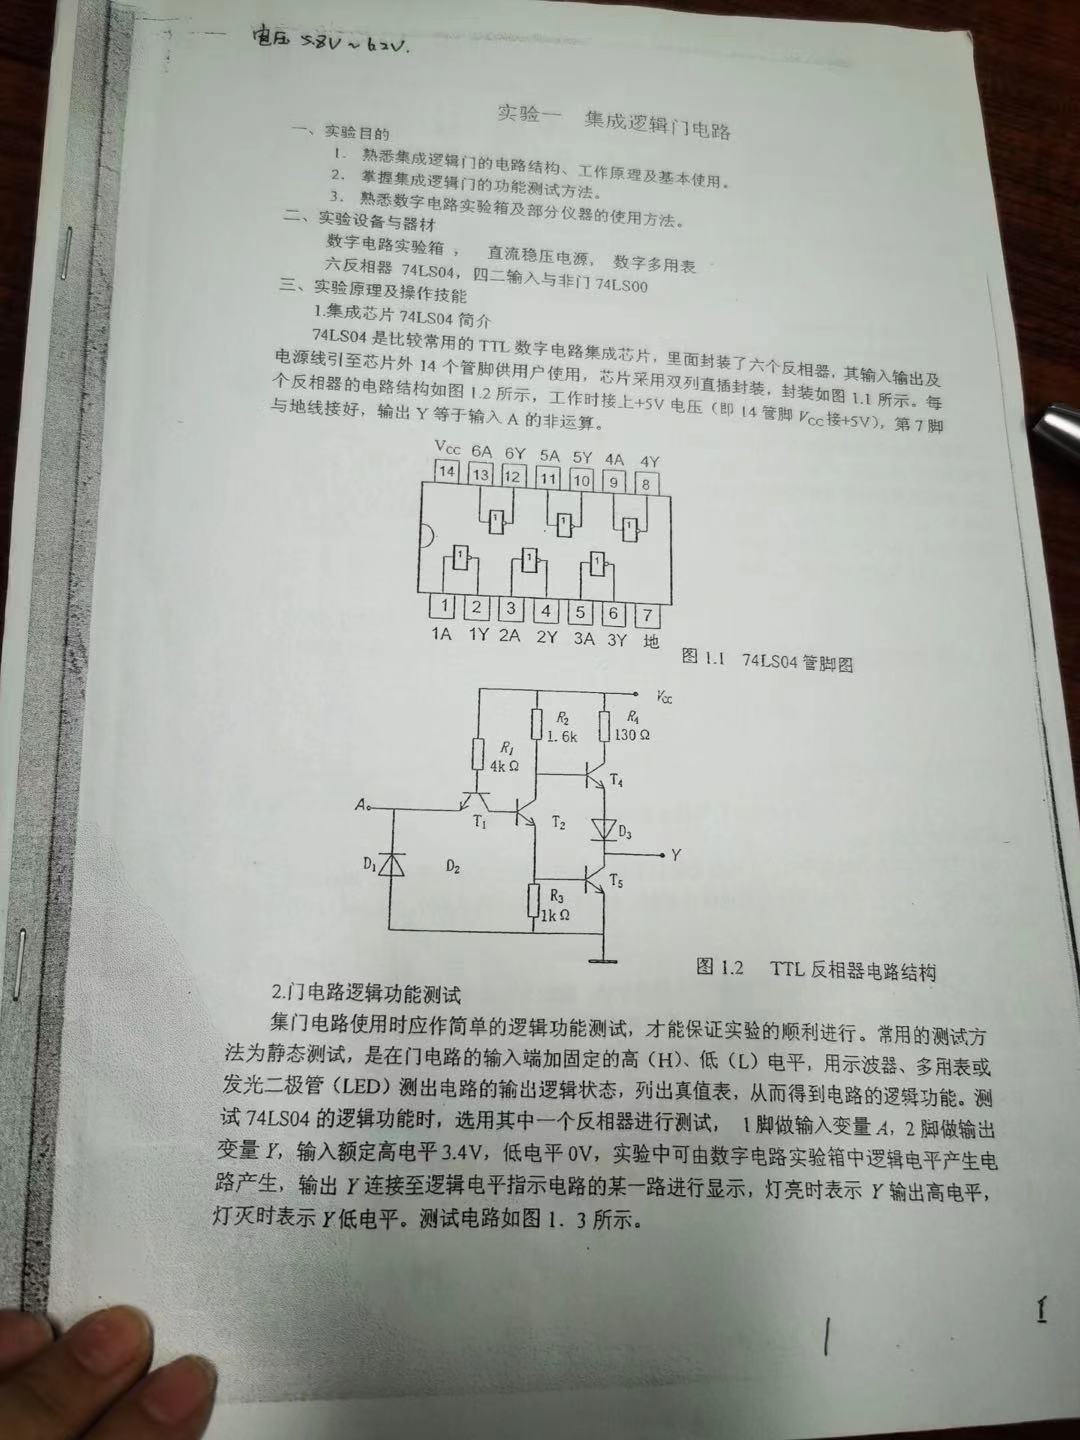 电压 5.8V~6.2V.
实验一 集成逻辑门电路
一、实验目的
1. 熟悉集成逻辑门的电路结构、工作原理及基本使用。
2. 掌握集成逻辑门的功能测试方法。
3. 熟悉数字电路实验箱及部分仪器的使用方法。
二、实验设备与器材
数字电路实验箱， 直流稳压电源， 数字多用表
六反相器 74LS04，四二输入与非门 74LS00
三、实验原理及操作技能
1.集成芯片 74LS04 简介
74LS04 是比较常用的 TTL 数字电路集成芯片，里面封装了六个反相器，其输入输出及
电源线引至芯片外 14 个管脚供用户使用，芯片采用双列直插封装，封装如图 1.1 所示。每
个反相器的电路结构如图 1.2 所示，工作时接上+5V 电压（即 14 管脚 Vcc接+5V），第 7 脚
与地线接好，输出 Y 等于输入 A 的非运算。
Vcc 6A 6Y 5A 5Y 4A 4Y
14 13 12 11 10 9 8
1 1 1
1 1 1
1 2 3 4 5 6 7
1A 1Y 2A 2Y 3A 3Y 地
图 1.1 74LS04 管脚图
Vcc
R2 R4
1.6k 130Ω
R1
4kΩ
T4
A
T1 T2 D3
Y
D1 D2 T5
R3
1kΩ
图 1.2 TTL 反相器电路结构
2.门电路逻辑功能测试
集门电路使用时应作简单的逻辑功能测试，才能保证实验的顺利进行。常用的测试方
法为静态测试，是在门电路的输入端加固定的高（H）、低（L）电平，用示波器、多用表或
发光二极管（LED）测出电路的输出逻辑状态，列出真值表，从而得到电路的逻辑功能。测
试 74LS04 的逻辑功能时，选用其中一个反相器进行测试， 1 脚做输入变量 A，2 脚做输出
变量 Y，输入额定高电平 3.4V，低电平 0V，实验中可由数字电路实验箱中逻辑电平产生电
路产生，输出 Y 连接至逻辑电平指示电路的某一路进行显示，灯亮时表示 Y 输出高电平，
灯灭时表示 Y 低电平。测试电路如图 1．3 所示。
1
1